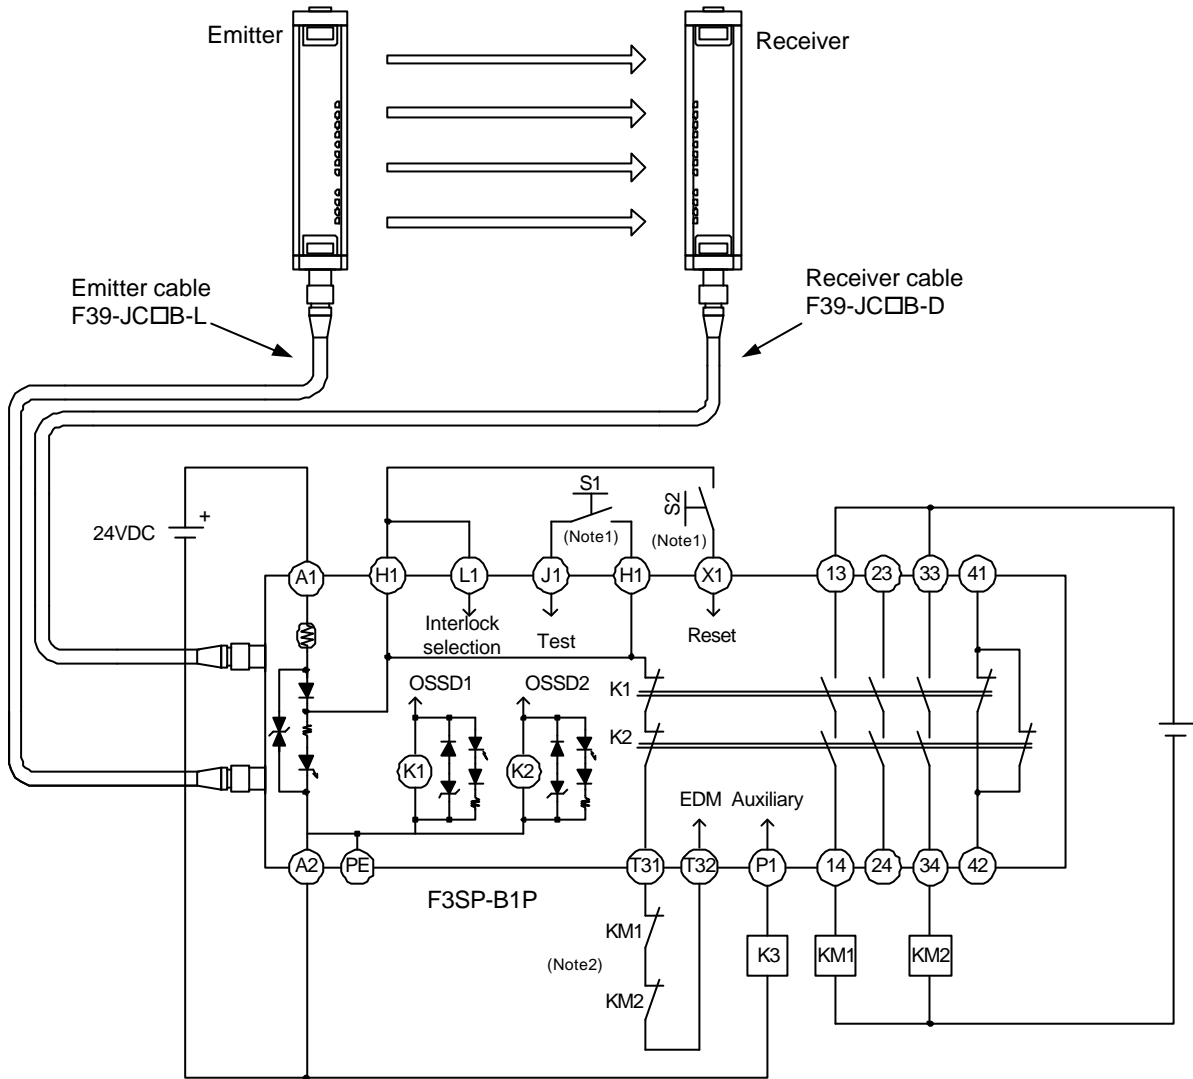 Emitter
Receiver
Emitter cable
F39-JC□B-L
Receiver cable
F39-JC□B-D
24VDC
+
S1
(Note1)
S2
(Note1)
A1
H1
L1
J1
H1
X1
13
23
33
41
Interlock
selection
Test
Reset
OSSD1
OSSD2
K1
K2
K1
K2
EDM
Auxiliary
A2
PE
T31
T32
P1
14
24
34
42
F3SP-B1P
KM1
(Note2)
KM2
K3
KM1
KM2